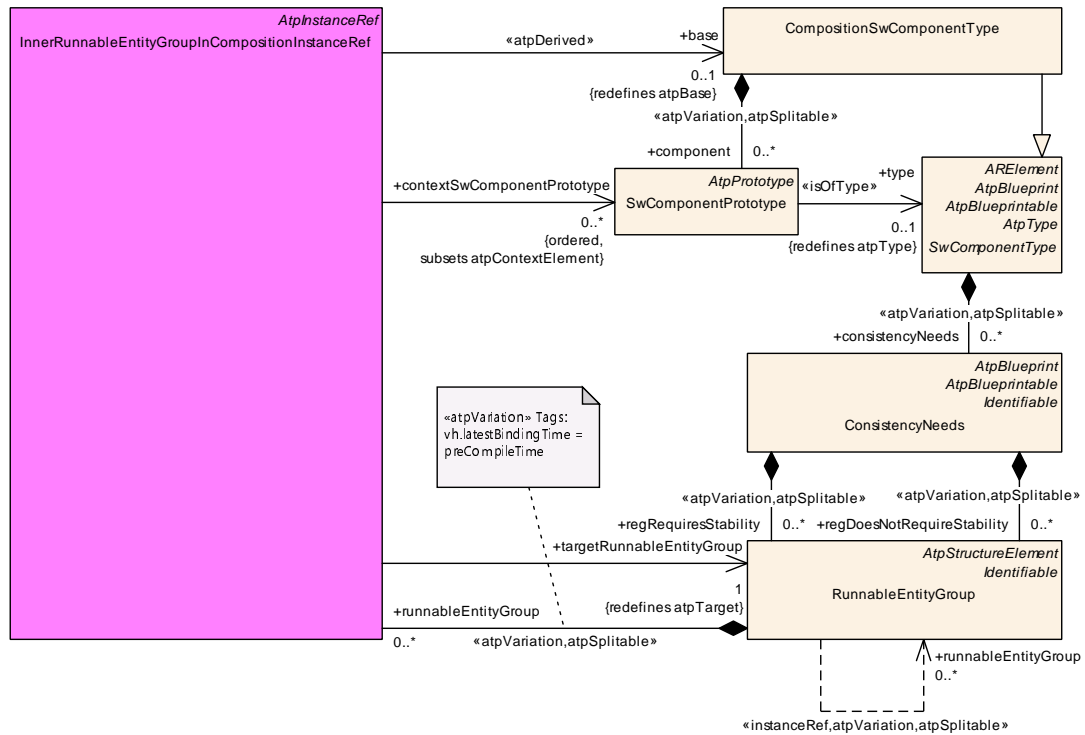 AtpInstanceRef
InnerRunnableEntityGroupInCompositionInstanceRef
«atpDerived»
+base
0..1
{redefines atpBase}
CompositionSwComponentType
«atpVariation,atpSplitable»
+component
0..*
+contextSwComponentPrototype
0..*
{ordered,
subsets atpContextElement}
AtpPrototype
SwComponentPrototype
«isOfType»
+type
0..1
{redefines atpType}
ARElement
AtpBlueprint
AtpBlueprintable
AtpType
SwComponentType
«atpVariation,atpSplitable»
+consistencyNeeds
0..*
AtpBlueprint
AtpBlueprintable
Identifiable
ConsistencyNeeds
«atpVariation» Tags:
vh.latestBindingTime =
preCompileTime
«atpVariation,atpSplitable»
+regRequiresStability
0..*
«atpVariation,atpSplitable»
+regDoesNotRequireStability
0..*
+targetRunnableEntityGroup
1
{redefines atpTarget}
AtpStructureElement
Identifiable
RunnableEntityGroup
+runnableEntityGroup
0..*
«atpVariation,atpSplitable»
+runnableEntityGroup
0..*
«instanceRef,atpVariation,atpSplitable»